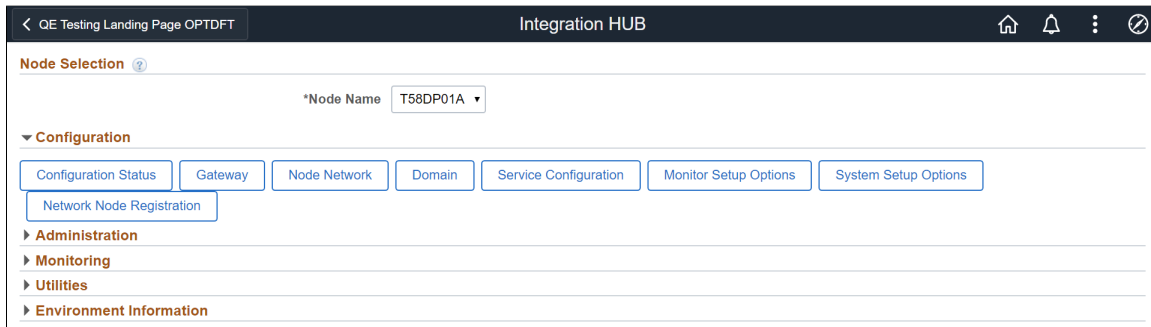 QE Testing Landing Page OPTDFT
Integration HUB
Node Selection ?
*Node Name T58DP01A
Configuration
Configuration Status Gateway Node Network Domain Service Configuration Monitor Setup Options System Setup Options
Network Node Registration
Administration
Monitoring
Utilities
Environment Information